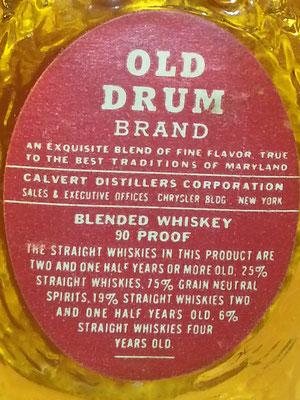 OLD
DRUM
BRAND
AN EXQUISITE BLEND OF FINE FLAVOR, TRUE
TO THE BEST TRADITIONS OF MARYLAND
CALVERT DISTILLERS CORPORATION
SALES & EXECUTIVE OFFICES CHRYSLER BLDG. NEW YORK
BLENDED WHISKEY
90 PROOF
THE STRAIGHT WHISKIES IN THIS PRODUCT ARE
TWO AND ONE HALF YEARS OR MORE OLD; 25%
STRAIGHT WHISKIES, 75% GRAIN NEUTRAL
SPIRITS, 19% STRAIGHT WHISKIES TWO
AND ONE HALF YEARS OLD, 6%
STRAIGHT WHISKIES FOUR
YEARS OLD.